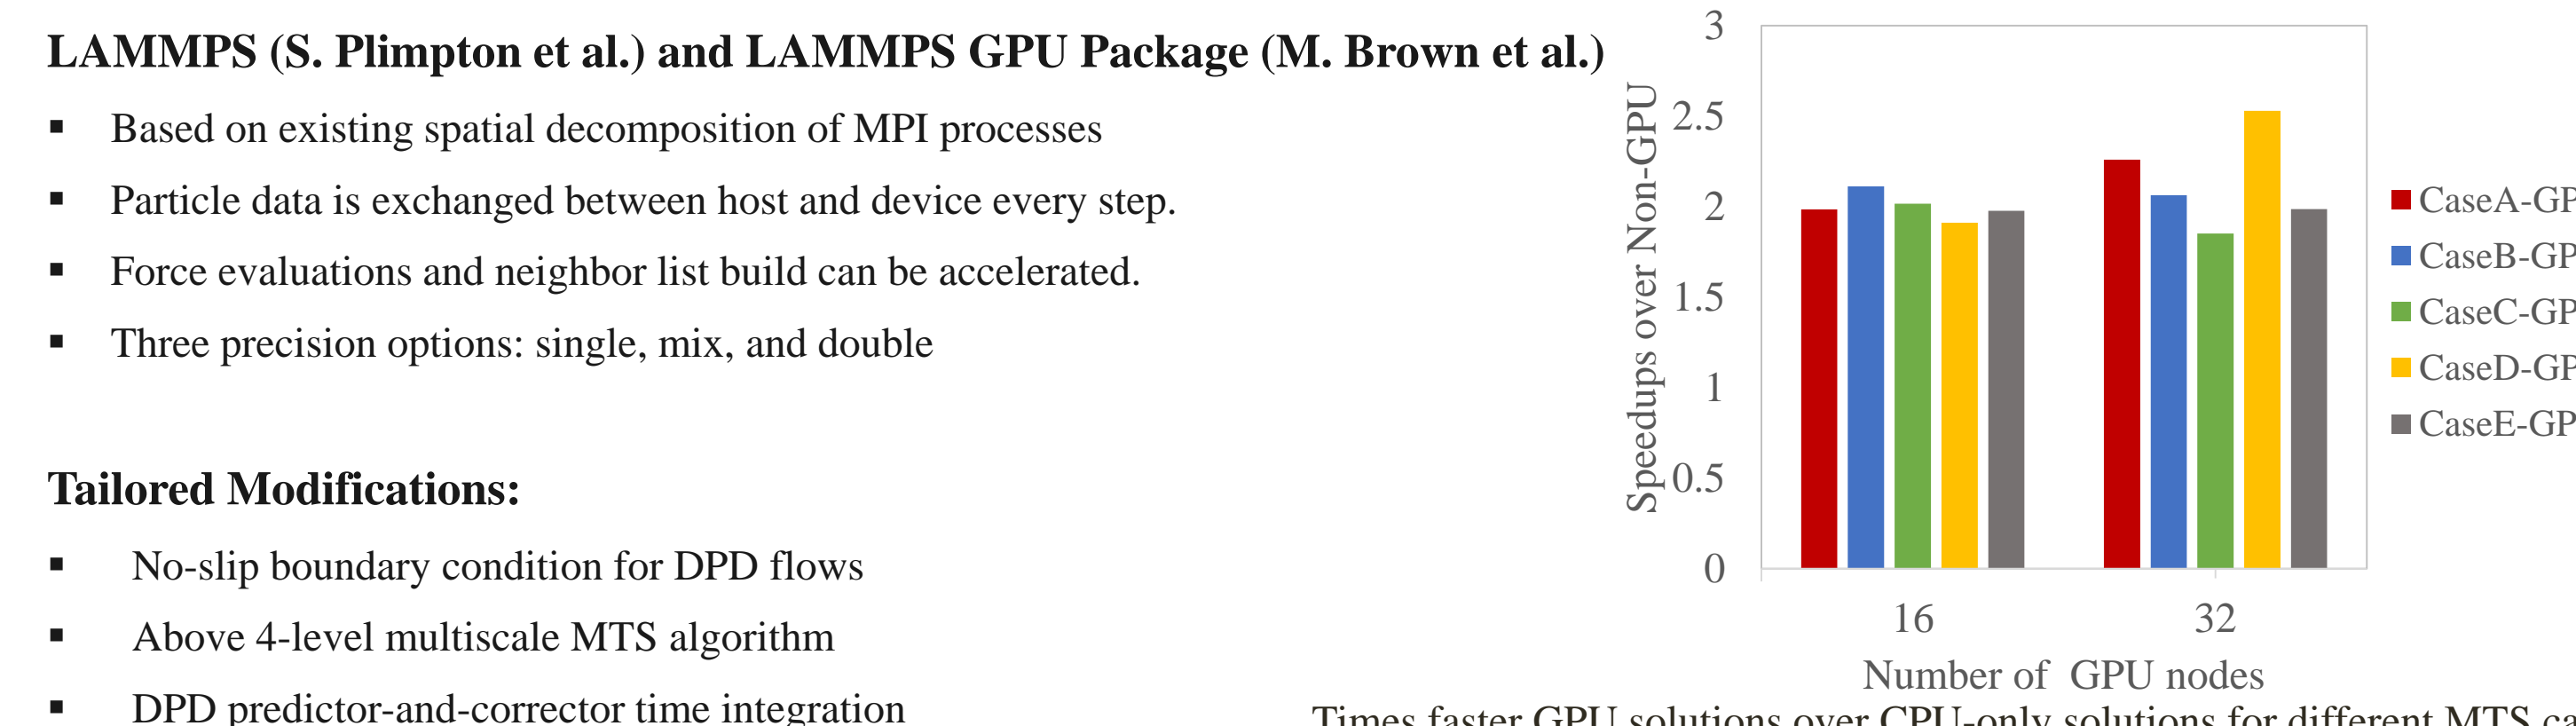 LAMMPS (S. Plimpton et al.) and LAMMPS GPU Package (M. Brown et al.)
▪ Based on existing spatial decomposition of MPI processes
▪ Particle data is exchanged between host and device every step.
▪ Force evaluations and neighbor list build can be accelerated.
▪ Three precision options: single, mix, and double
Tailored Modifications:
▪ No-slip boundary condition for DPD flows
▪ Above 4-level multiscale MTS algorithm
▪ DPD predictor-and-corrector time integration
Speedups over Non-GPU
3
2.5
2
1.5
1
0.5
0
16 32
Number of GPU nodes
CaseA-GP
CaseB-GP
CaseC-GP
CaseD-GP
CaseE-GP
Times faster GPU solutions over CPU-only solutions for different MTS ca